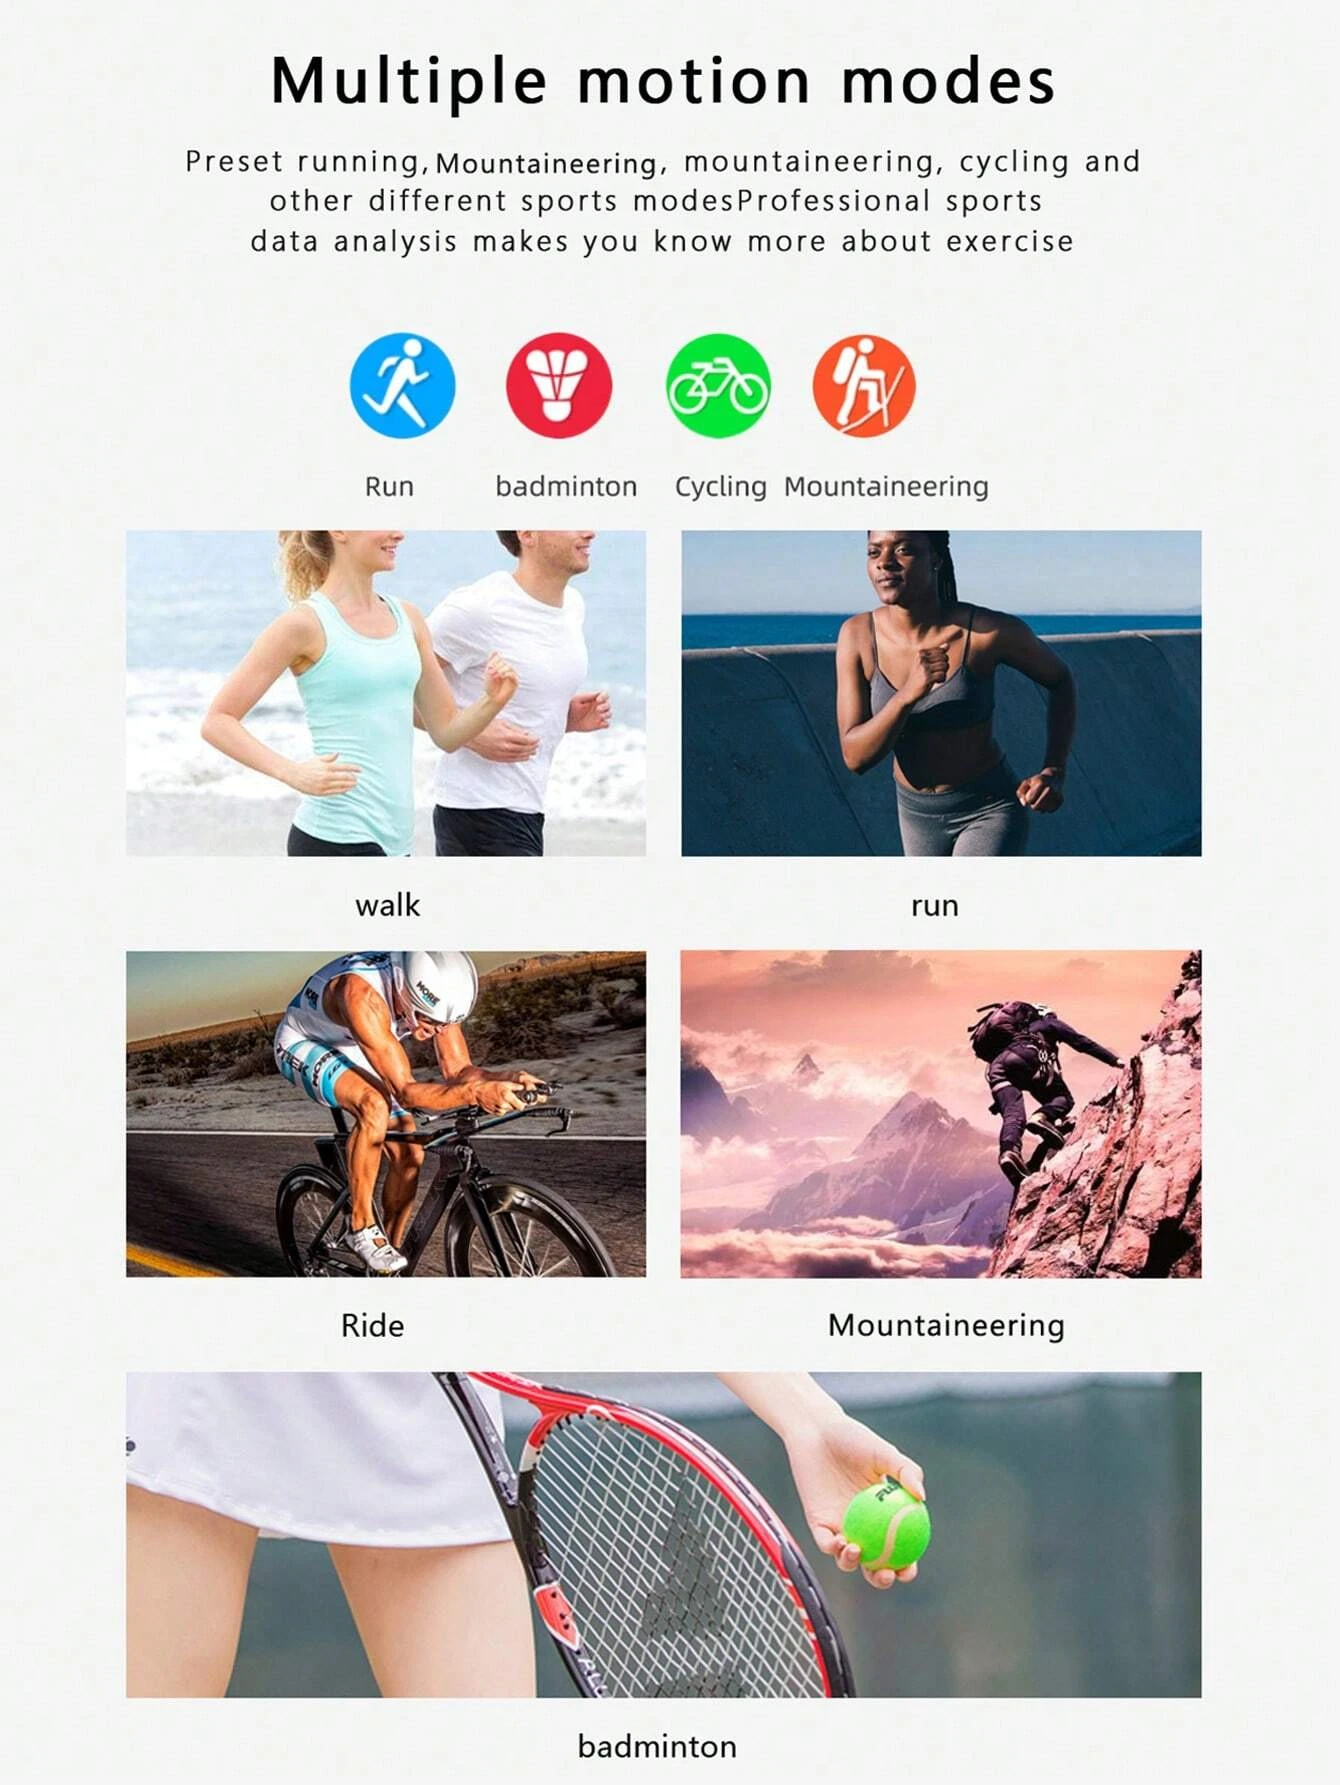 Multiple motion modes
Preset running, Mountaineering, mountaineering, cycling and
other different sports modesProfessional sports
data analysis makes you know more about exercise
Run badminton Cycling Mountaineering
walk run
HORE
Ride Mountaineering
badminton